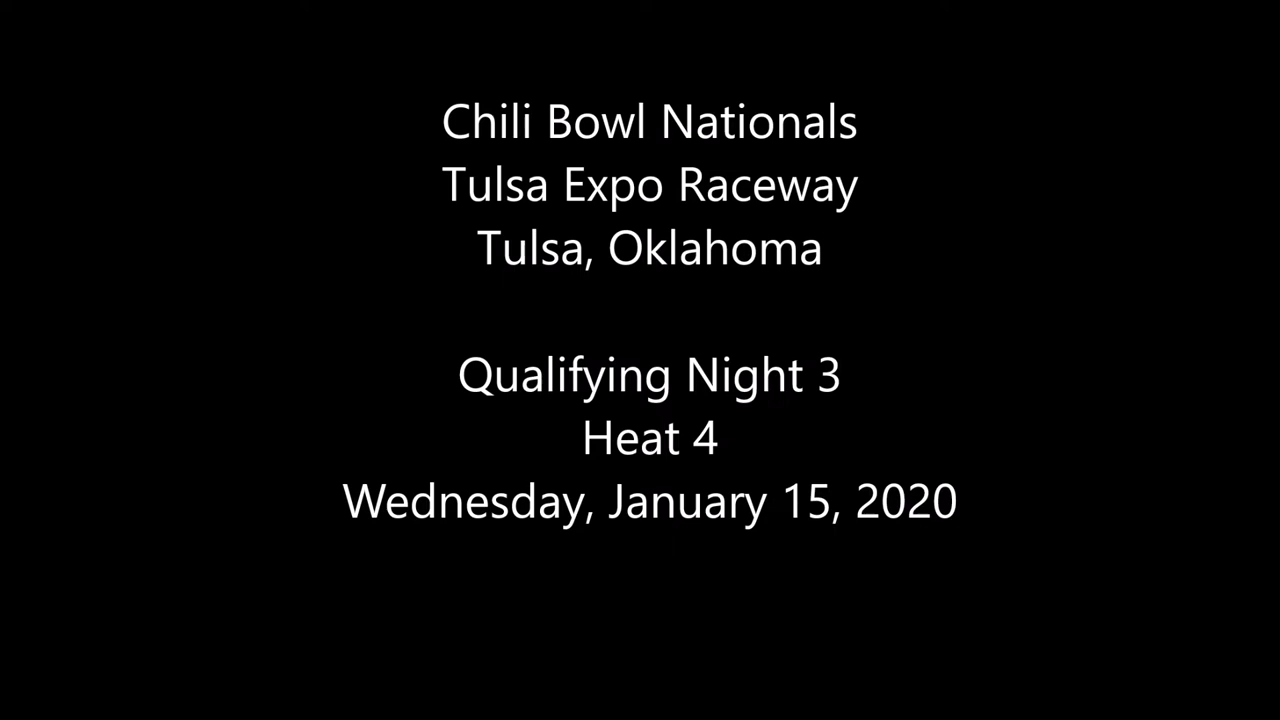 Chili Bowl Nationals
Tulsa Expo Raceway
Tulsa, Oklahoma
Qualifying Night 3
Heat 4
Wednesday, January 15, 2020